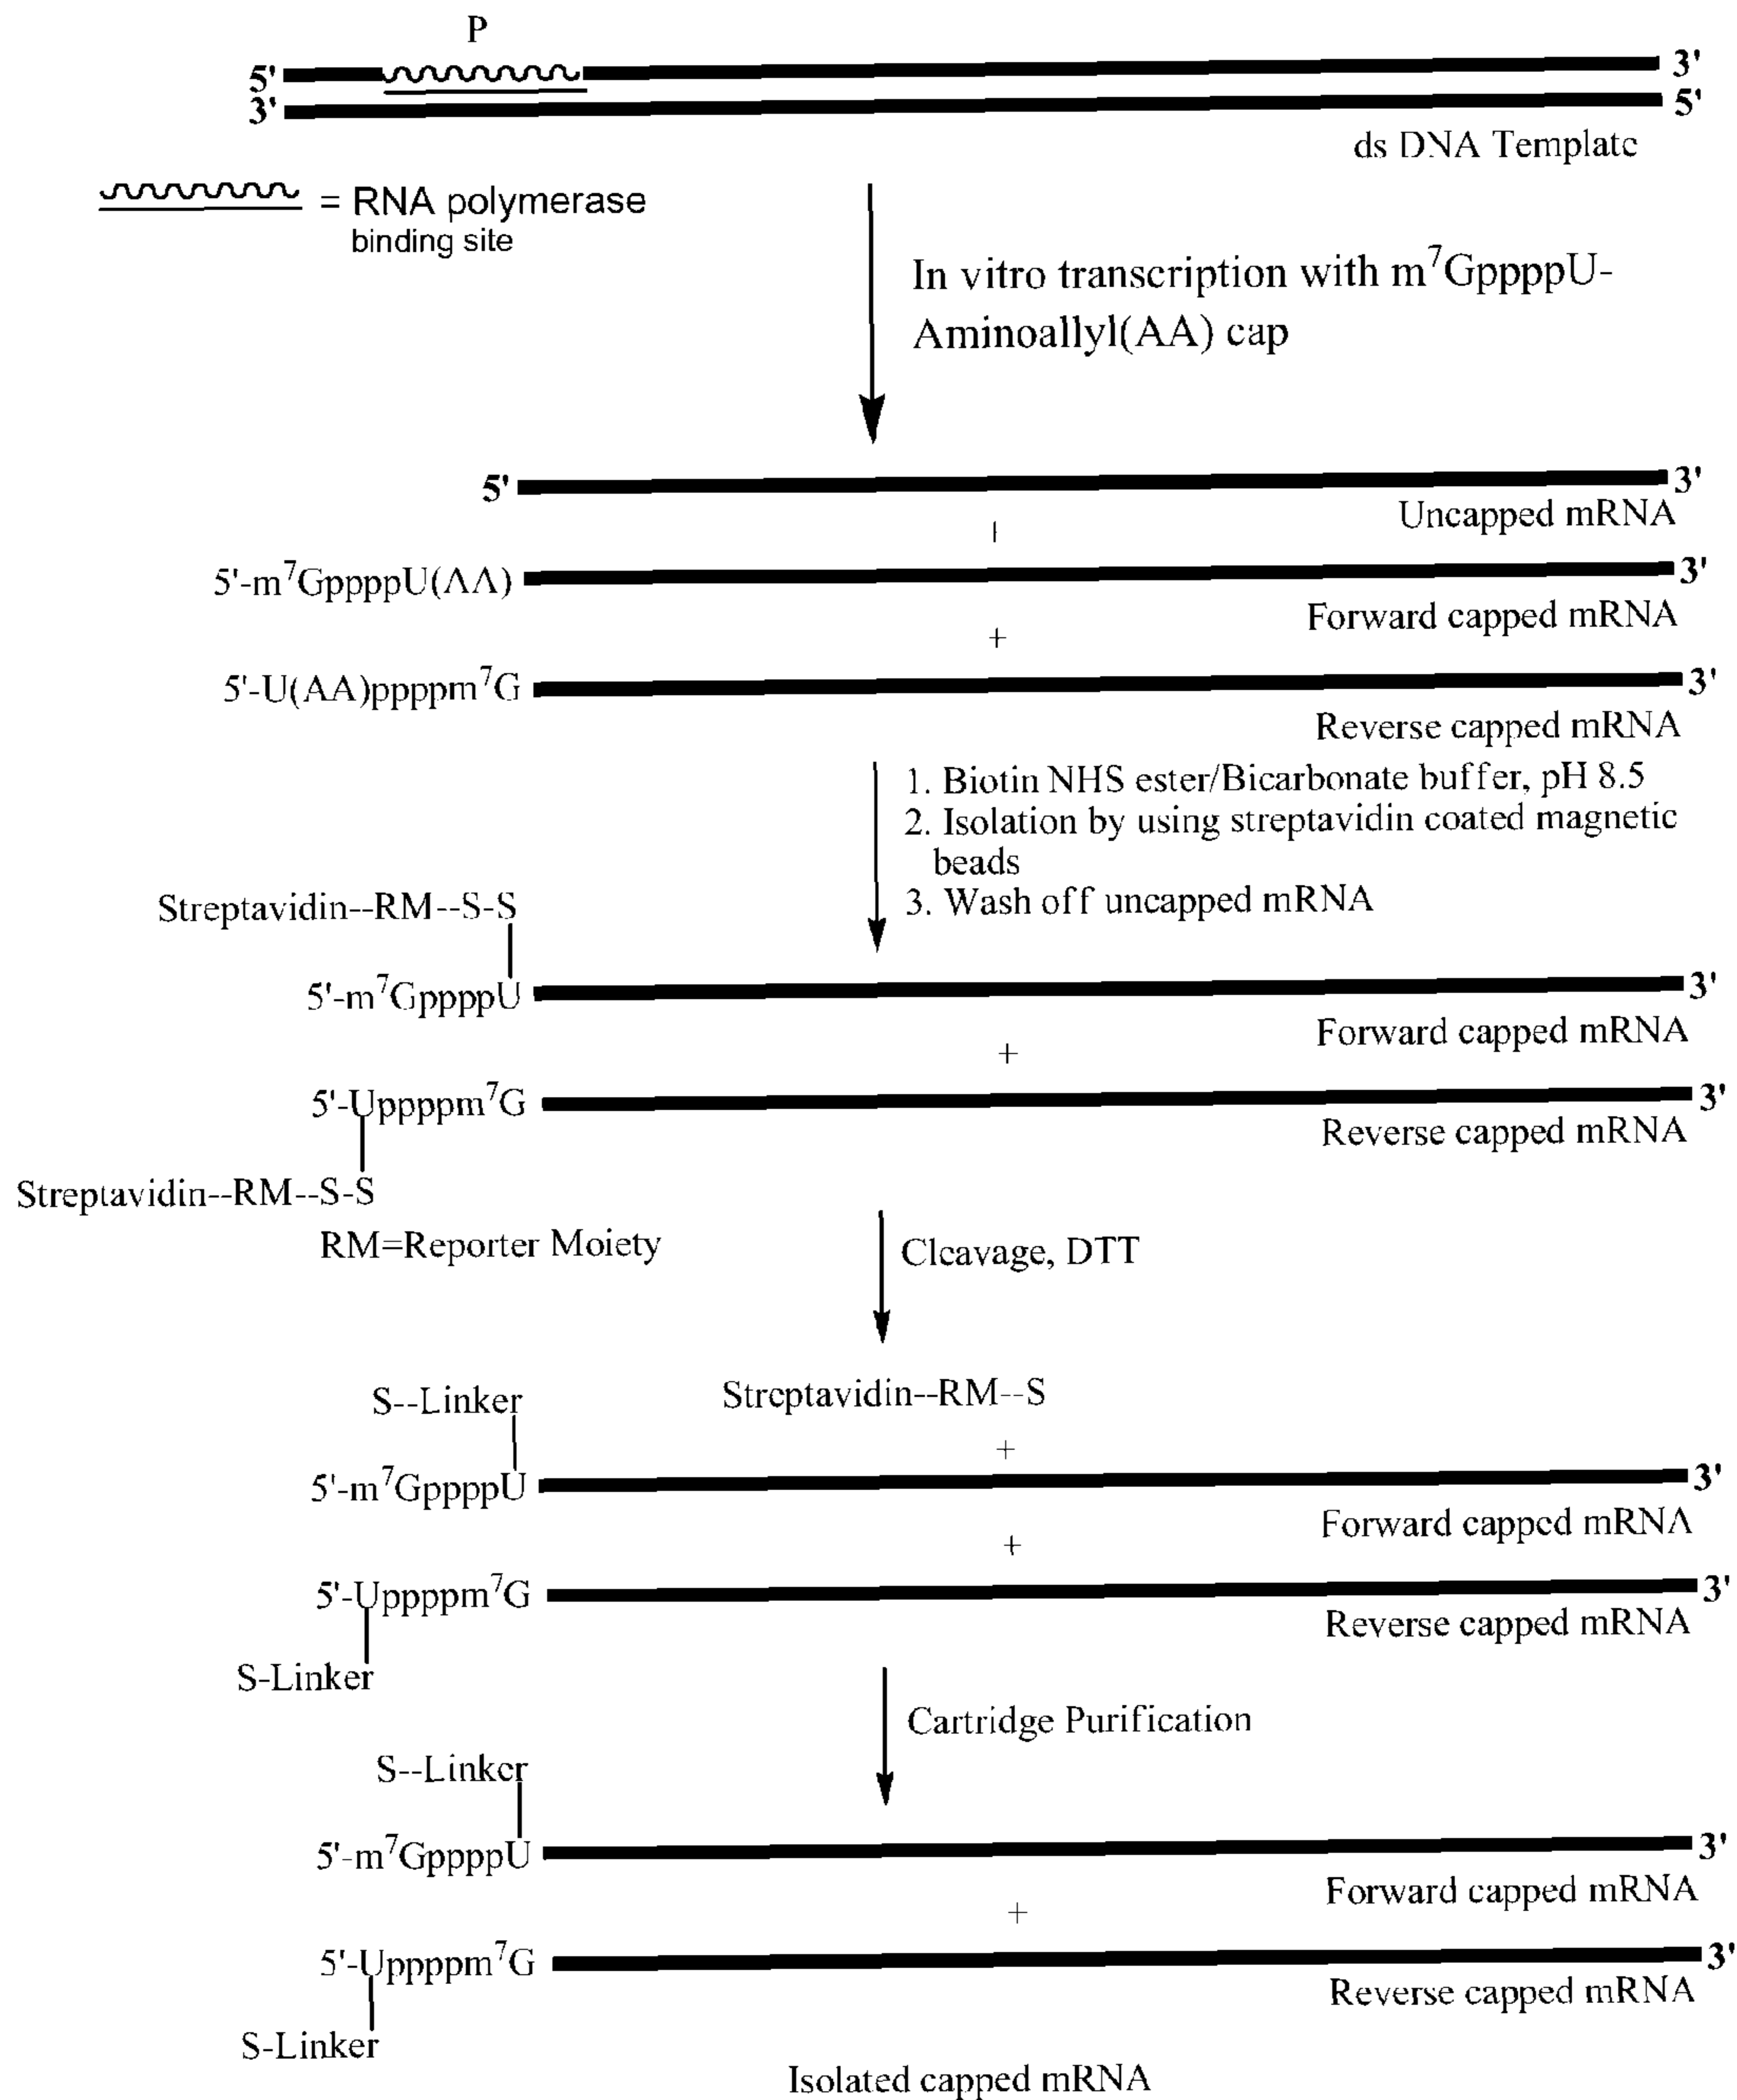 P
5' 3'
3' 5'
ds DNA Template
= RNA polymerase
binding site
In vitro transcription with m⁷GppppU-
Aminoallyl(AA) cap
5' 3'
Uncapped mRNA
+
5'-m⁷GppppU(AA) 3'
Forward capped mRNA
+
5'-U(AA)ppppm⁷G 3'
Reverse capped mRNA
1. Biotin NHS ester/Bicarbonate buffer, pH 8.5
2. Isolation by using streptavidin coated magnetic
beads
3. Wash off uncapped mRNA
Streptavidin--RM--S-S
5'-m⁷GppppU 3'
Forward capped mRNA
+
5'-Uppppm⁷G 3'
Reverse capped mRNA
Streptavidin--RM--S-S
RM=Reporter Moiety
Cleavage, DTT
S--Linker Streptavidin--RM--S
+
5'-m⁷GppppU 3'
Forward capped mRNA
+
5'-Uppppm⁷G 3'
Reverse capped mRNA
S-Linker
Cartridge Purification
S--Linker
5'-m⁷GppppU 3'
Forward capped mRNA
+
5'-Uppppm⁷G 3'
Reverse capped mRNA
S-Linker
Isolated capped mRNA